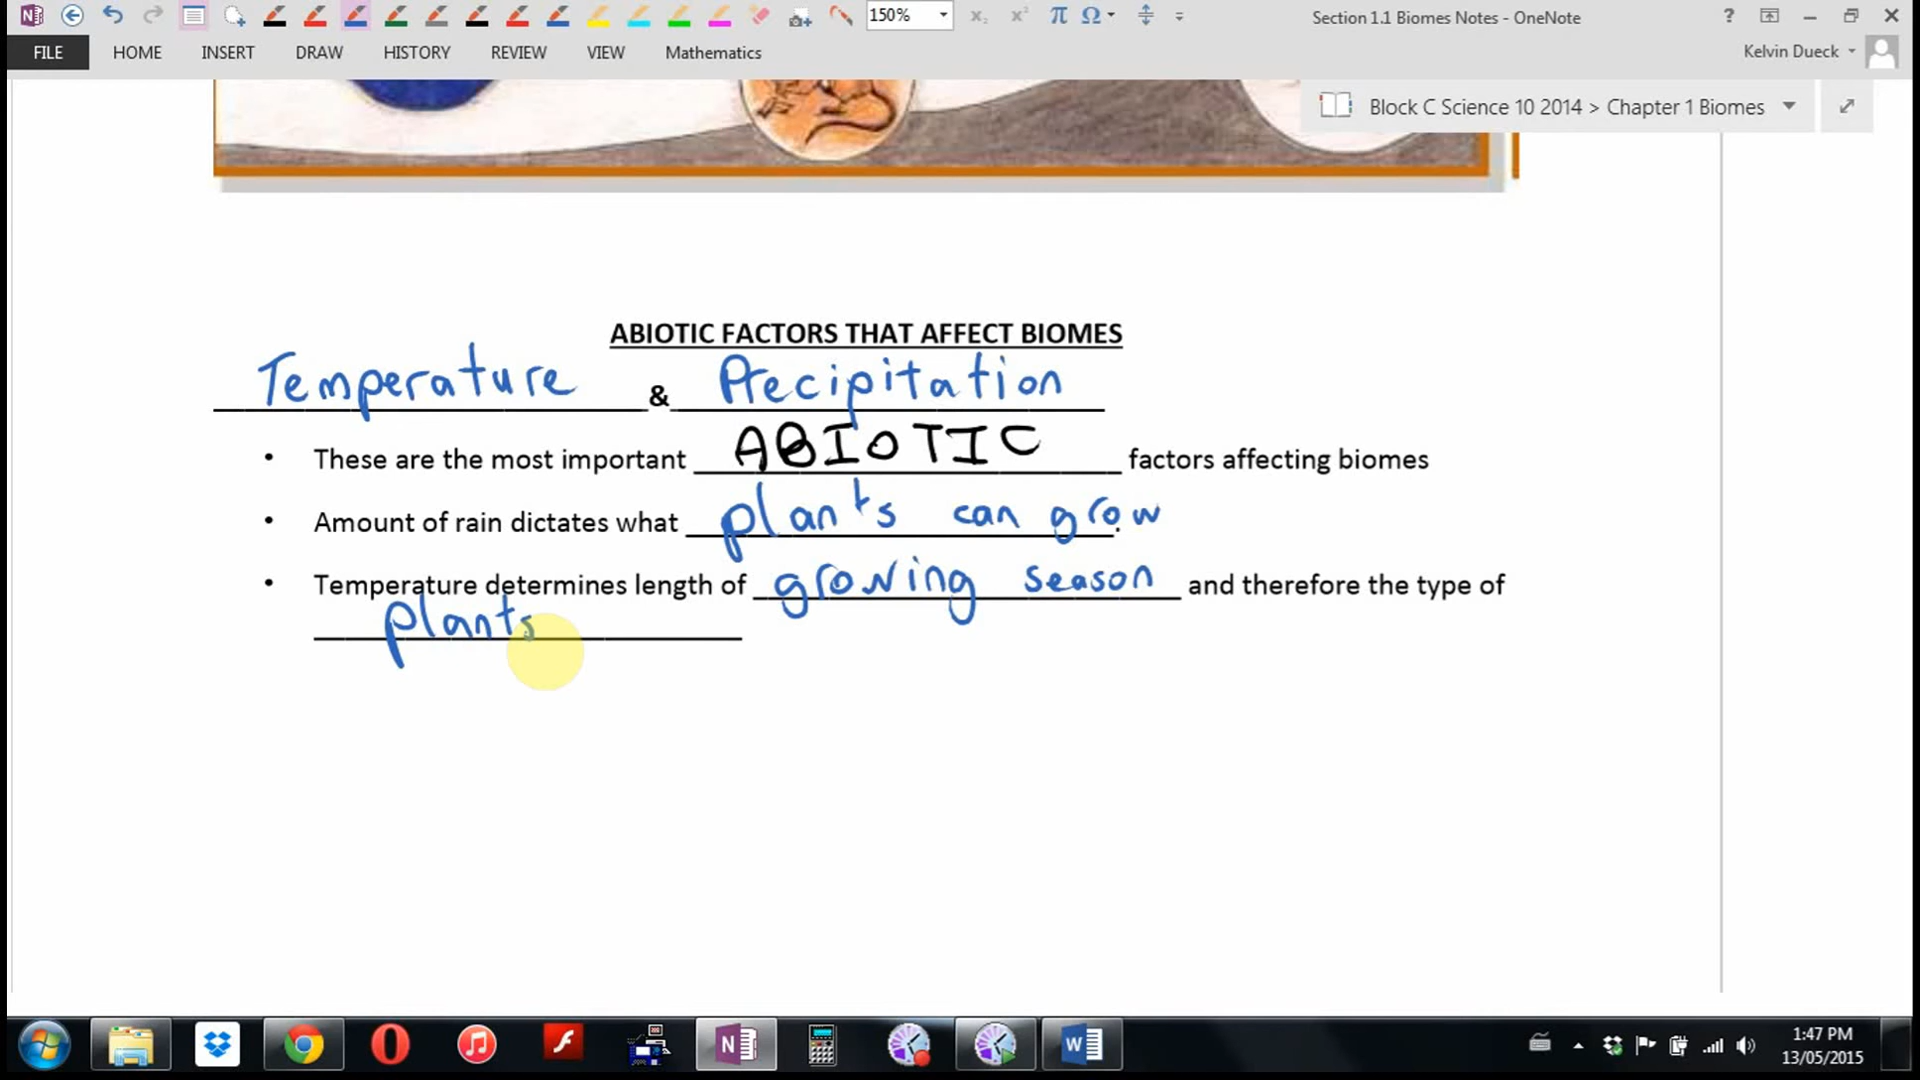 150%
x₂ x² π Ω
Section 1.1 Biomes Notes - OneNote
?
FILE HOME INSERT DRAW HISTORY REVIEW VIEW Mathematics
Kelvin Dueck
Block C Science 10 2014 > Chapter 1 Biomes
ABIOTIC FACTORS THAT AFFECT BIOMES
Temperature & Precipitation
• These are the most important ABIOTIC factors affecting biomes
• Amount of rain dictates what plants can grow.
• Temperature determines length of growing season and therefore the type of
plants
1:47 PM
13/05/2015